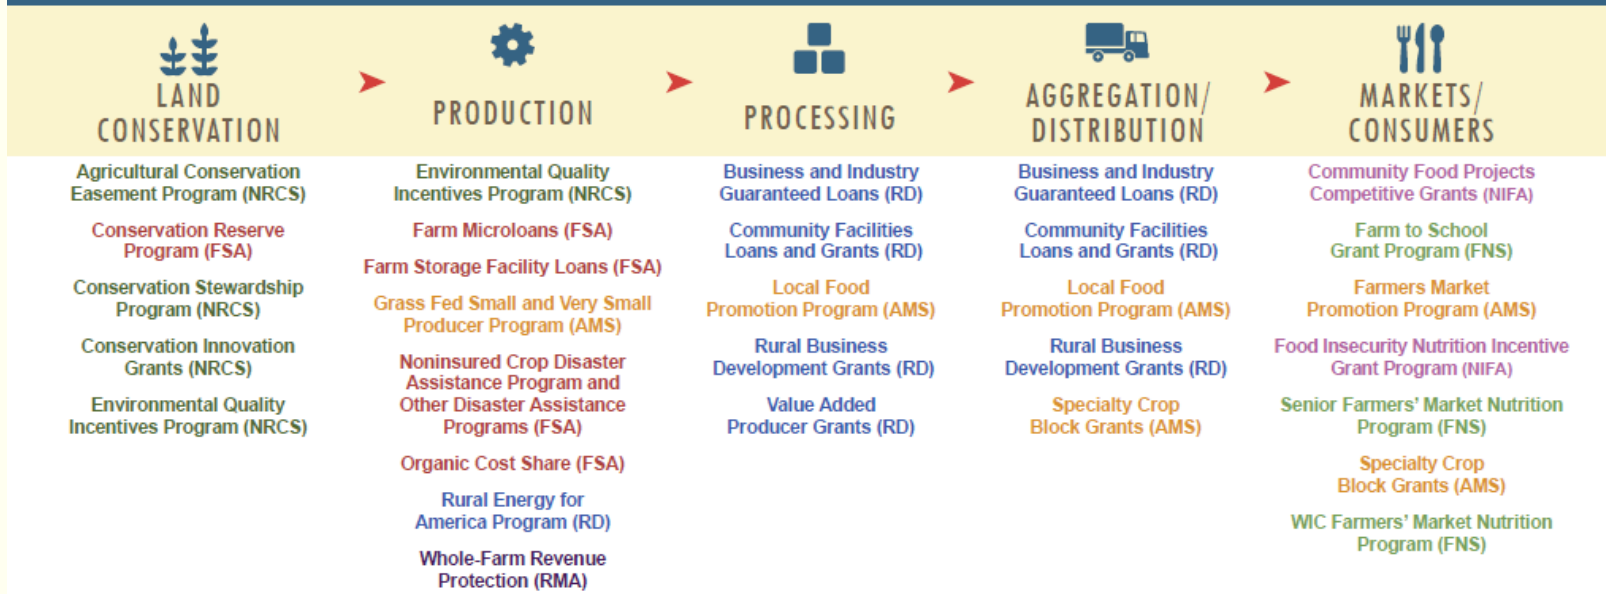 LAND
CONSERVATION
Agricultural Conservation
Easement Program (NRCS)
Conservation Reserve
Program (FSA)
Conservation Stewardship
Program (NRCS)
Conservation Innovation
Grants (NRCS)
Environmental Quality
Incentives Program (NRCS)
PRODUCTION
Environmental Quality
Incentives Program (NRCS)
Farm Microloans (FSA)
Farm Storage Facility Loans (FSA)
Grass Fed Small and Very Small
Producer Program (AMS)
Noninsured Crop Disaster
Assistance Program and
Other Disaster Assistance
Programs (FSA)
Organic Cost Share (FSA)
Rural Energy for
America Program (RD)
Whole-Farm Revenue
Protection (RMA)
PROCESSING
Business and Industry
Guaranteed Loans (RD)
Community Facilities
Loans and Grants (RD)
Local Food
Promotion Program (AMS)
Rural Business
Development Grants (RD)
Value Added
Producer Grants (RD)
AGGREGATION/
DISTRIBUTION
Business and Industry
Guaranteed Loans (RD)
Community Facilities
Loans and Grants (RD)
Local Food
Promotion Program (AMS)
Rural Business
Development Grants (RD)
Specialty Crop
Block Grants (AMS)
MARKETS/
CONSUMERS
Community Food Projects
Competitive Grants (NIFA)
Farm to School
Grant Program (FNS)
Farmers Market
Promotion Program (AMS)
Food Insecurity Nutrition Incentive
Grant Program (NIFA)
Senior Farmers' Market Nutrition
Program (FNS)
Specialty Crop
Block Grants (AMS)
WIC Farmers' Market Nutrition
Program (FNS)